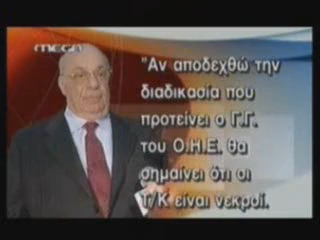 MEGA
"Αν αποδεχθώ την
διαδικασία που
προτείνει ο Γ.Γ.
του Ο.Η.Ε. θα
σημαίνει ότι οι
Τ/Κ είναι νεκροί.